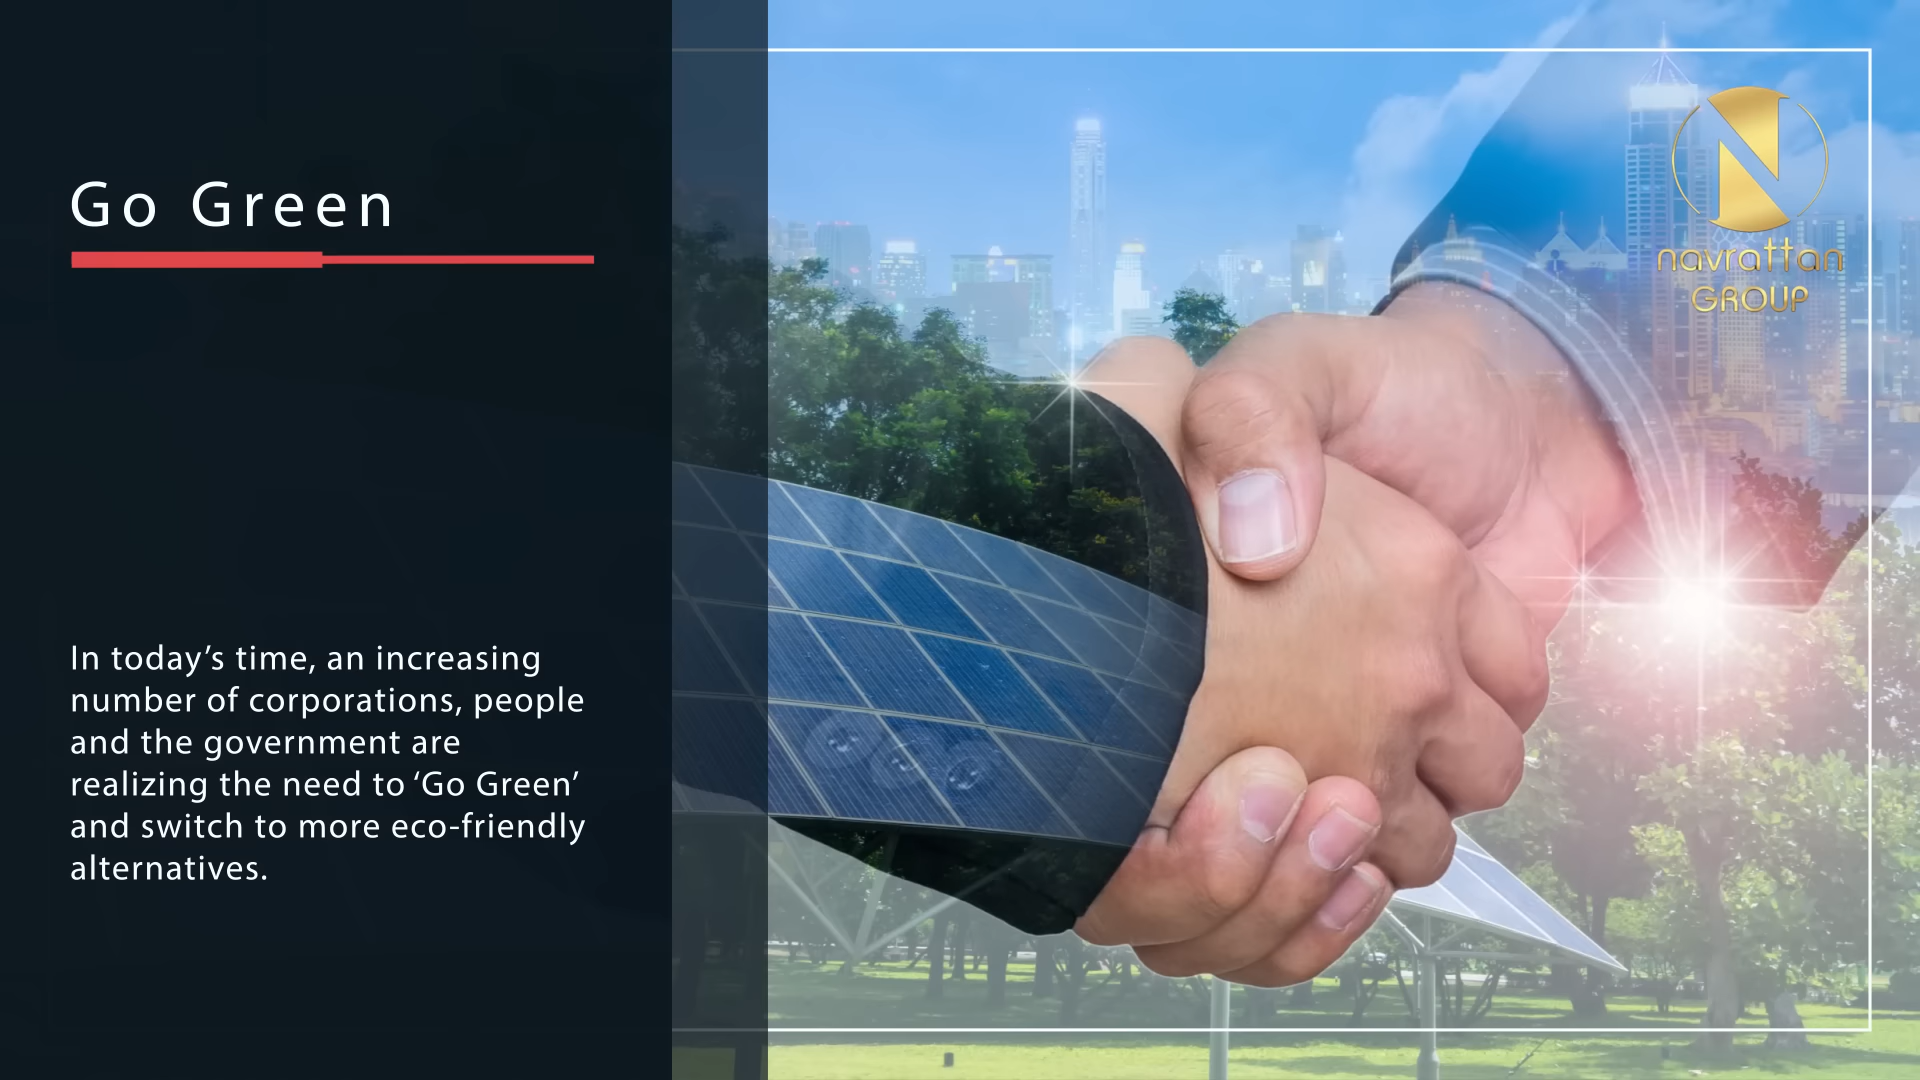 Go Green
In today’s time, an increasing
number of corporations, people
and the government are
realizing the need to ‘Go Green’
and switch to more eco-friendly
alternatives.
N
navrattan
GROUP